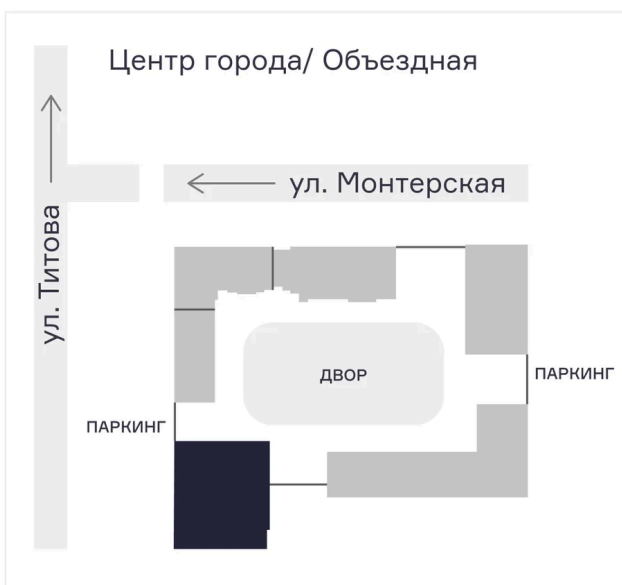 Центр города/ Объездная
ул. Монтерская
ул. Титова
ДВОР
ПАРКИНГ
ПАРКИНГ